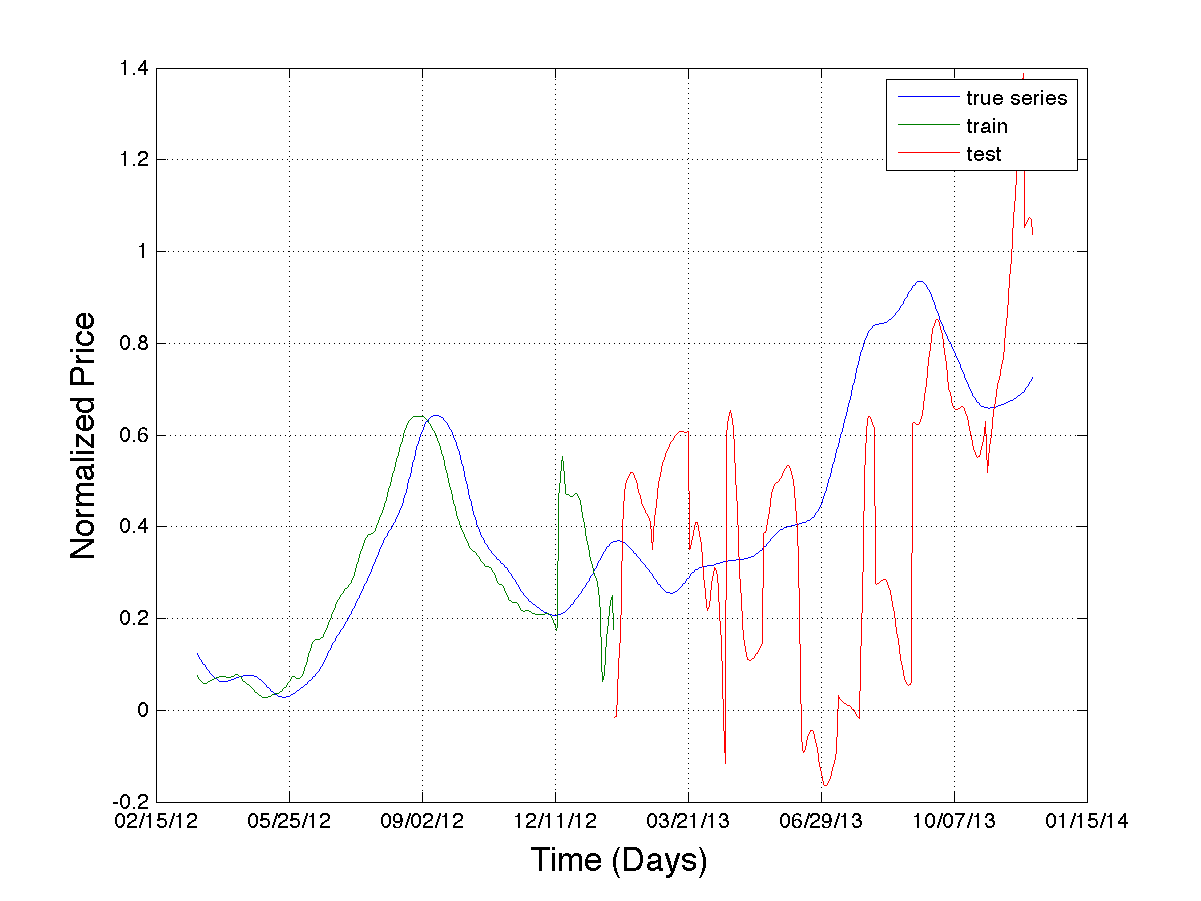 1.4
1.2
1
0.8
0.6
0.4
0.2
0
-0.2
Normalized Price
true series
train
test
02/15/12 05/25/12 09/02/12 12/11/12 03/21/13 06/29/13 10/07/13 01/15/14
Time (Days)